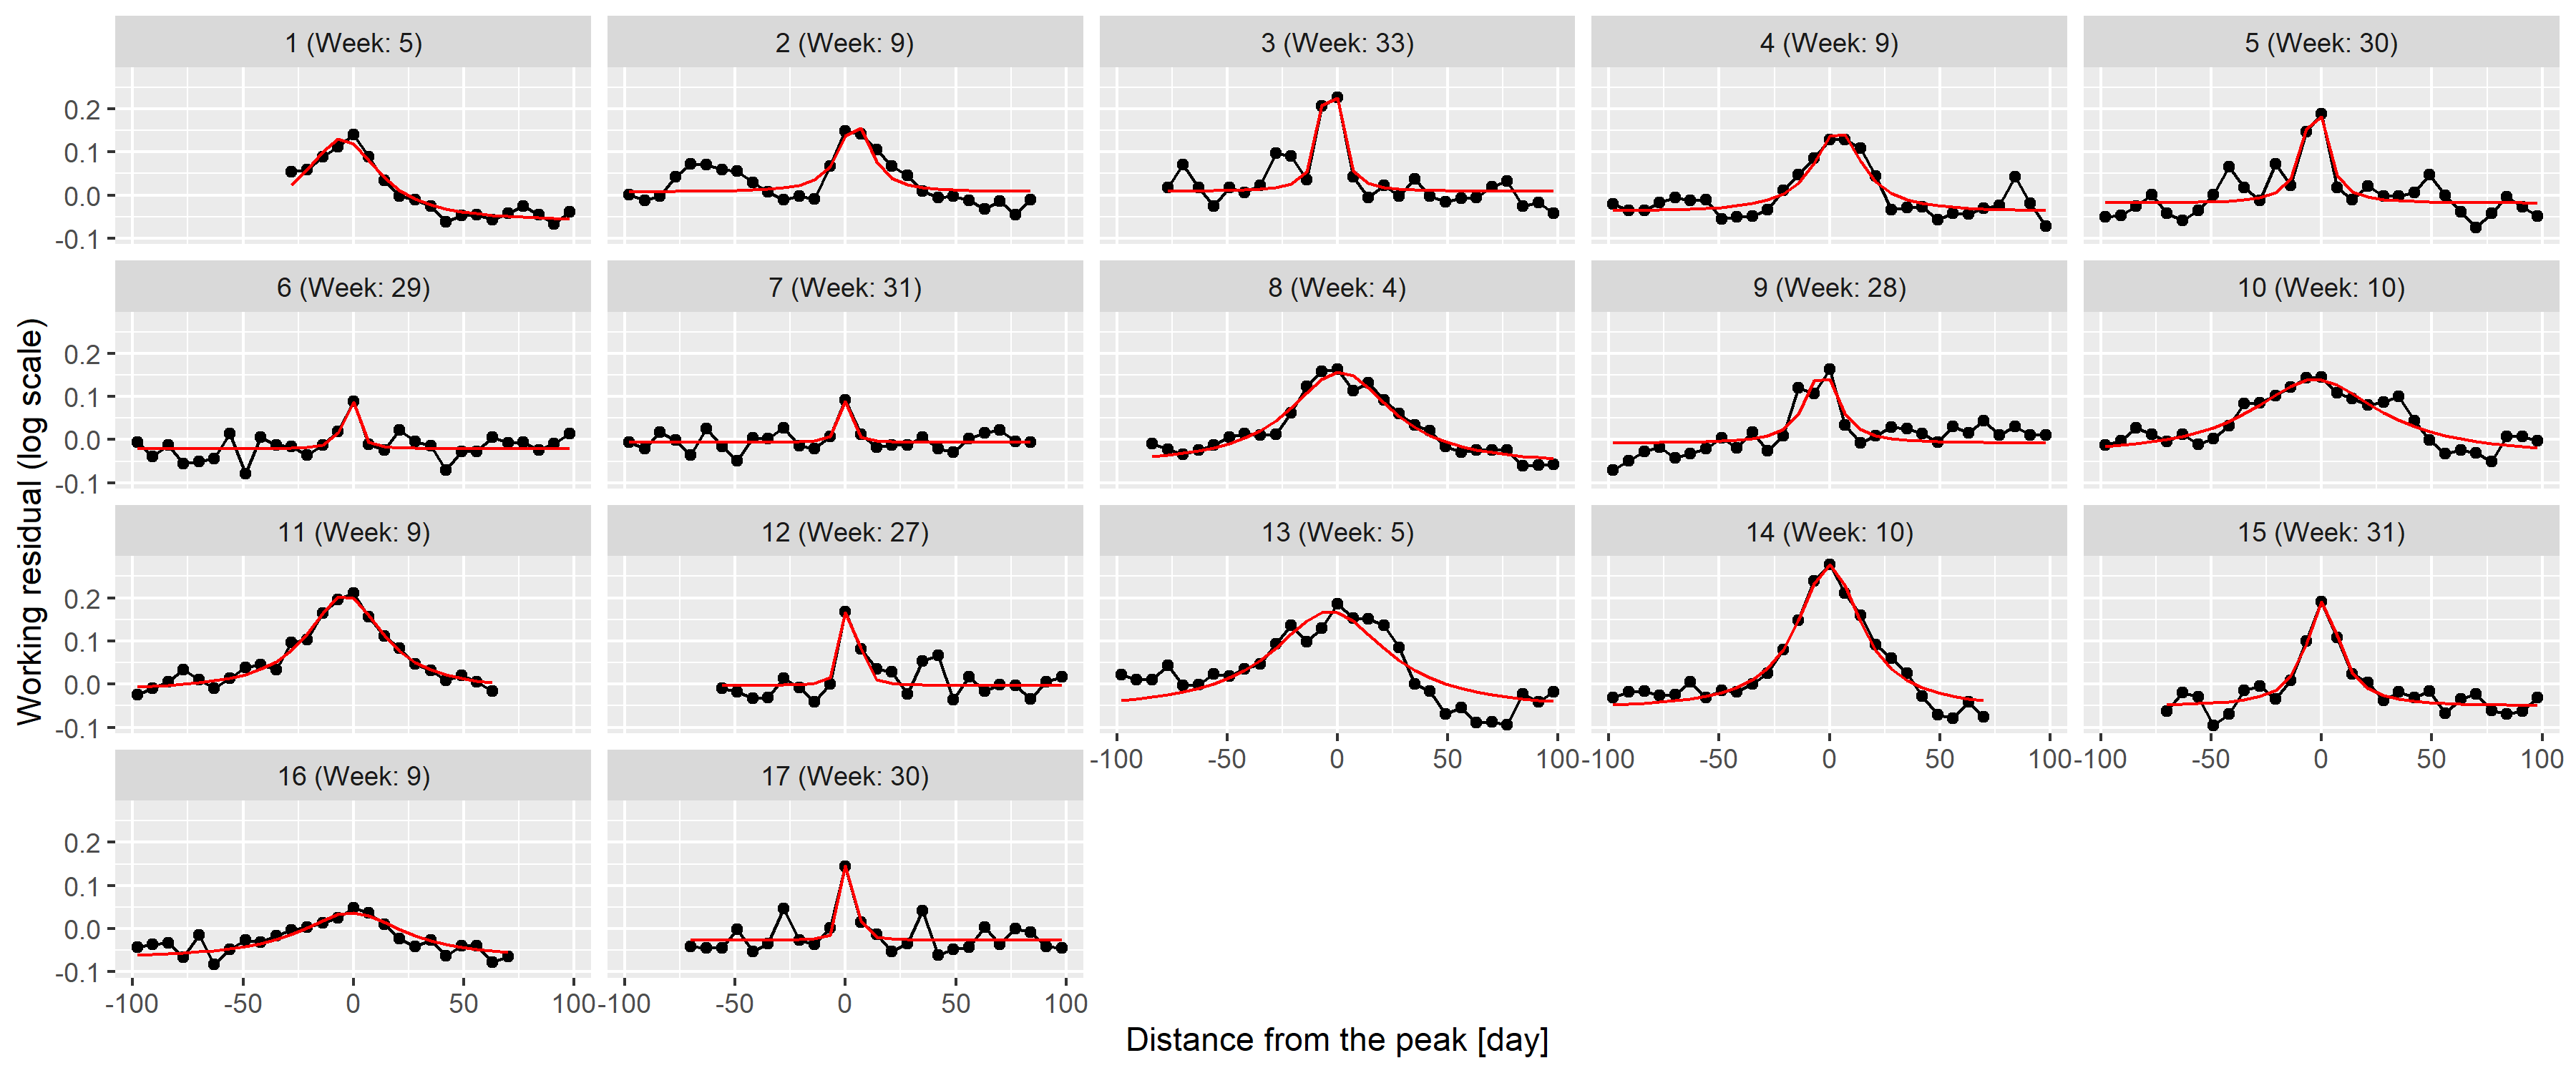 1 (Week: 5) 2 (Week: 9) 3 (Week: 33) 4 (Week: 9) 5 (Week: 30)
0.2
0.1
0.0
-0.1
6 (Week: 29) 7 (Week: 31) 8 (Week: 4) 9 (Week: 28) 10 (Week: 10)
0.2
0.1
0.0
-0.1
11 (Week: 9) 12 (Week: 27) 13 (Week: 5) 14 (Week: 10) 15 (Week: 31)
0.2
0.1
0.0
-0.1
-100 -50 0 50 100 -100 -50 0 50 100 -100 -50 0 50 100
16 (Week: 9) 17 (Week: 30)
0.2
0.1
0.0
-0.1
-100 -50 0 50 100 -100 -50 0 50 100
Distance from the peak [day]
Working residual (log scale)